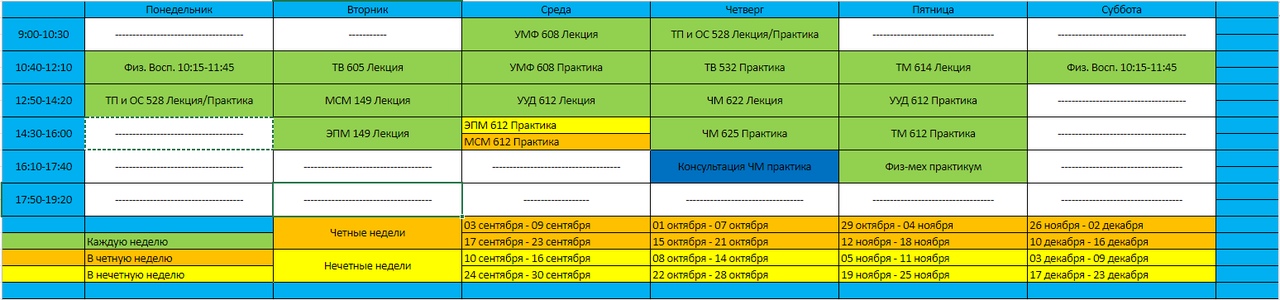 Понедельник Вторник Среда Четверг Пятница Суббота
9:00-10:30 ------------------------------------ ---------- УМФ 608 Лекция ТП и ОС 528 Лекция/Практика ------------------------------------ ------------------------------------
10:40-12:10 Физ. Восп. 10:15-11:45 ТВ 605 Лекция УМФ 608 Практика ТВ 532 Практика ТМ 614 Лекция Физ. Восп. 10:15-11:45
12:50-14:20 ТП и ОС 528 Лекция/Практика МСМ 149 Лекция УУД 612 Лекция ЧМ 622 Лекция УУД 612 Практика ----------------------------------
14:30-16:00 ------------------------------------ ЭПМ 149 Лекция ЭПМ 612 Практика ЧМ 625 Практика ТМ 612 Практика ----------------------------------
МСМ 612 Практика
16:10-17:40 ------------------------------------ ------------------------------------ ------------------------------------ Консультация ЧМ практика Физ-мех практикум ----------------------------------
17:50-19:20 ------------------------------------ ------------------------------------ ------------------ ------------------------------------ ------------------------------------ ----------------------------------
Четные недели 03 сентября - 09 сентября 01 октября - 07 октября 29 октября - 04 ноября 26 ноября - 02 декабря
Каждую неделю 17 сентября - 23 сентября 15 октября - 21 октября 12 ноября - 18 ноября 10 декабря - 16 декабря
В четную неделю Нечетные недели 10 сентября - 16 сентября 08 октября - 14 октября 05 ноября - 11 ноября 03 декабря - 09 декабря
В нечетную неделю 24 сентября - 30 сентября 22 октября - 28 октября 19 ноября - 25 ноября 17 декабря - 23 декабря